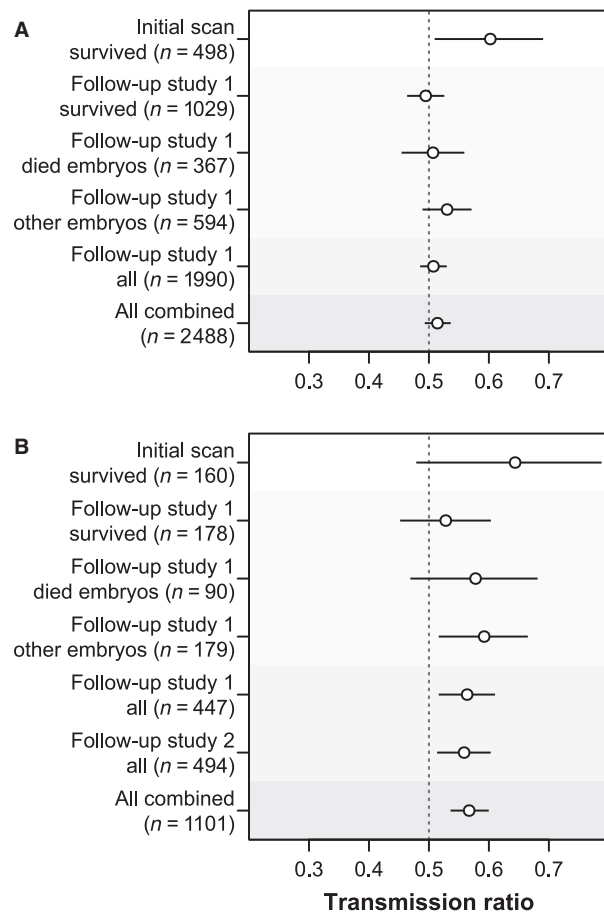 A
Initial scan
survived (n = 498)
Follow-up study 1
survived (n = 1029)
Follow-up study 1
died embryos (n = 367)
Follow-up study 1
other embryos (n = 594)
Follow-up study 1
all (n = 1990)
All combined
(n = 2488)
0.3 0.4 0.5 0.6 0.7
B
Initial scan
survived (n = 160)
Follow-up study 1
survived (n = 178)
Follow-up study 1
died embryos (n = 90)
Follow-up study 1
other embryos (n = 179)
Follow-up study 1
all (n = 447)
Follow-up study 2
all (n = 494)
All combined
(n = 1101)
0.3 0.4 0.5 0.6 0.7
Transmission ratio